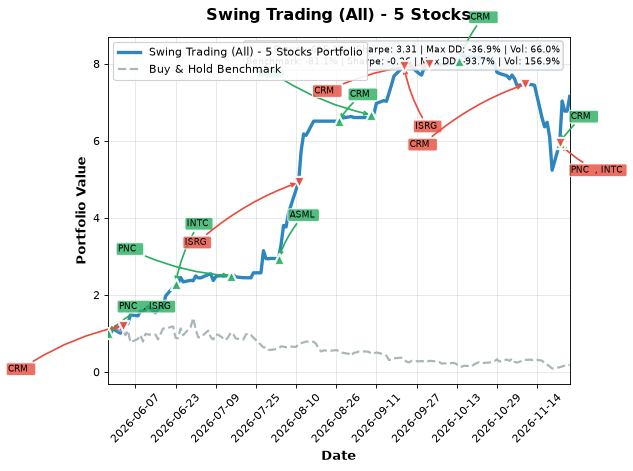 Swing Trading (All) - 5 Stocks
CRM
Swing Trading (All) - 5 Stocks Portfolio
Buy & Hold Benchmark
Sharpe: 3.31 | Max DD: -36.9% | Vol: 66.0%
Max DD: -93.7% | Vol: 156.9%
CRM
CRM
ISRG
CRM
CRM
PNC , INTC
ASML
INTC
ISRG
PNC
PNC , ISRG
CRM
Portfolio Value
8
6
4
2
0
2026-06-07
2026-06-23
2026-07-09
2026-07-25
2026-08-10
2026-08-26
2026-09-11
2026-09-27
2026-10-13
2026-10-29
2026-11-14
Date